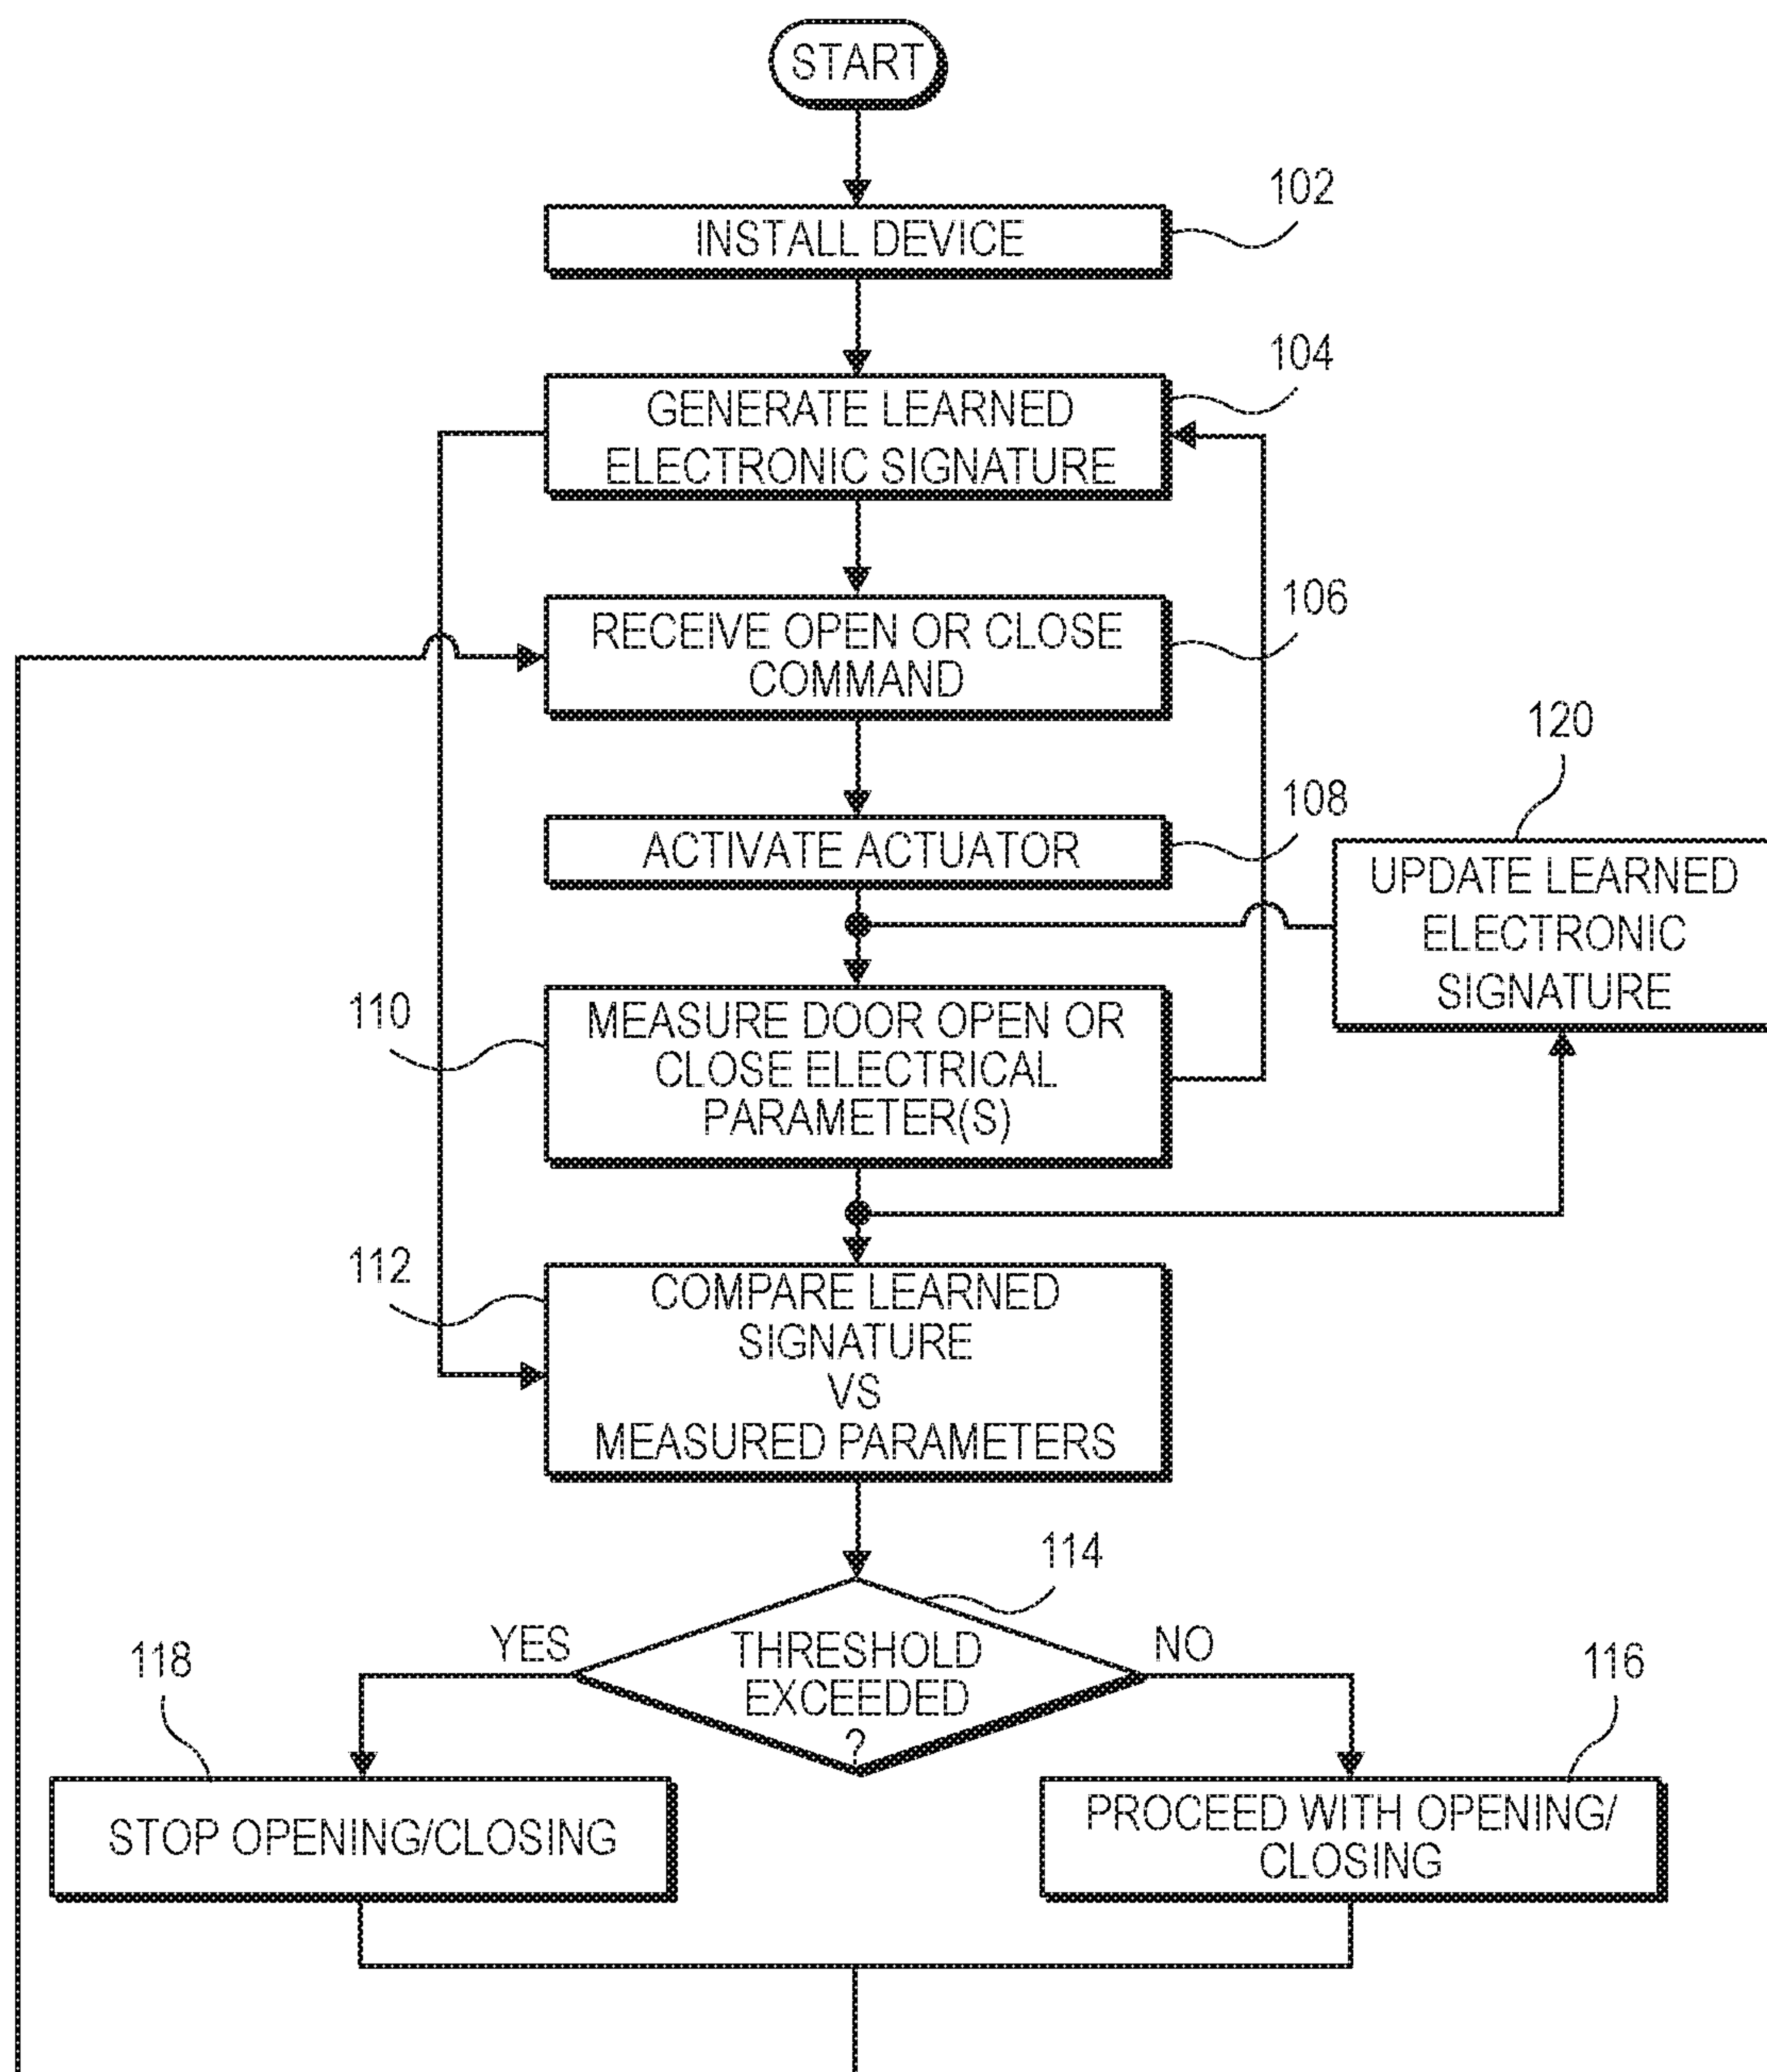 START
102
INSTALL DEVICE
104
GENERATE LEARNED
ELECTRONIC SIGNATURE
106
RECEIVE OPEN OR CLOSE
COMMAND
120
108
ACTIVATE ACTUATOR
UPDATE LEARNED
ELECTRONIC
SIGNATURE
110
MEASURE DOOR OPEN OR
CLOSE ELECTRICAL
PARAMETER(S)
112
COMPARE LEARNED
SIGNATURE
VS
MEASURED PARAMETERS
114
YES
THRESHOLD
EXCEEDED
?
NO
118
116
STOP OPENING/CLOSING
PROCEED WITH OPENING/
CLOSING